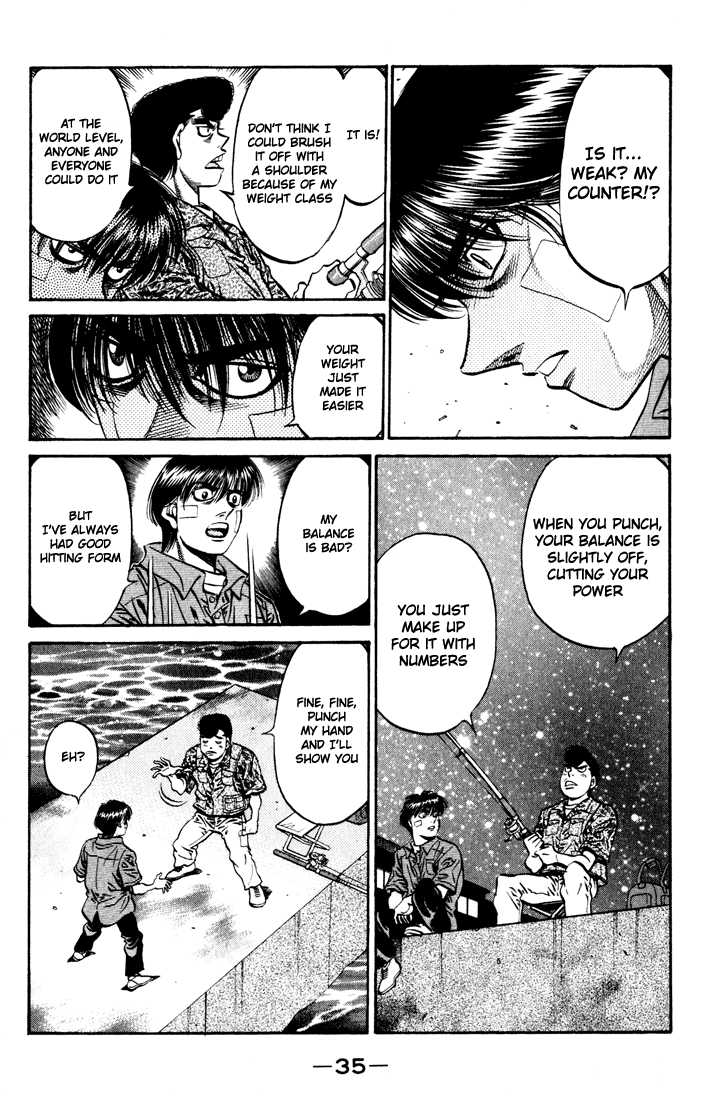 IS IT...
WEAK? MY
COUNTER!?
IT IS!
DON'T THINK I
COULD BRUSH
IT OFF WITH
A SHOULDER
BECAUSE OF MY
WEIGHT CLASS
AT THE
WORLD LEVEL,
ANYONE AND
EVERYONE
COULD DO IT
YOUR
WEIGHT
JUST
MADE IT
EASIER
WHEN YOU PUNCH,
YOUR BALANCE IS
SLIGHTLY OFF,
CUTTING YOUR
POWER
YOU JUST
MAKE UP
FOR IT WITH
NUMBERS
MY
BALANCE
IS BAD?
BUT
I'VE ALWAYS
HAD GOOD
HITTING FORM
FINE, FINE,
PUNCH
MY HAND
AND I'LL
SHOW YOU
EH?
—35—